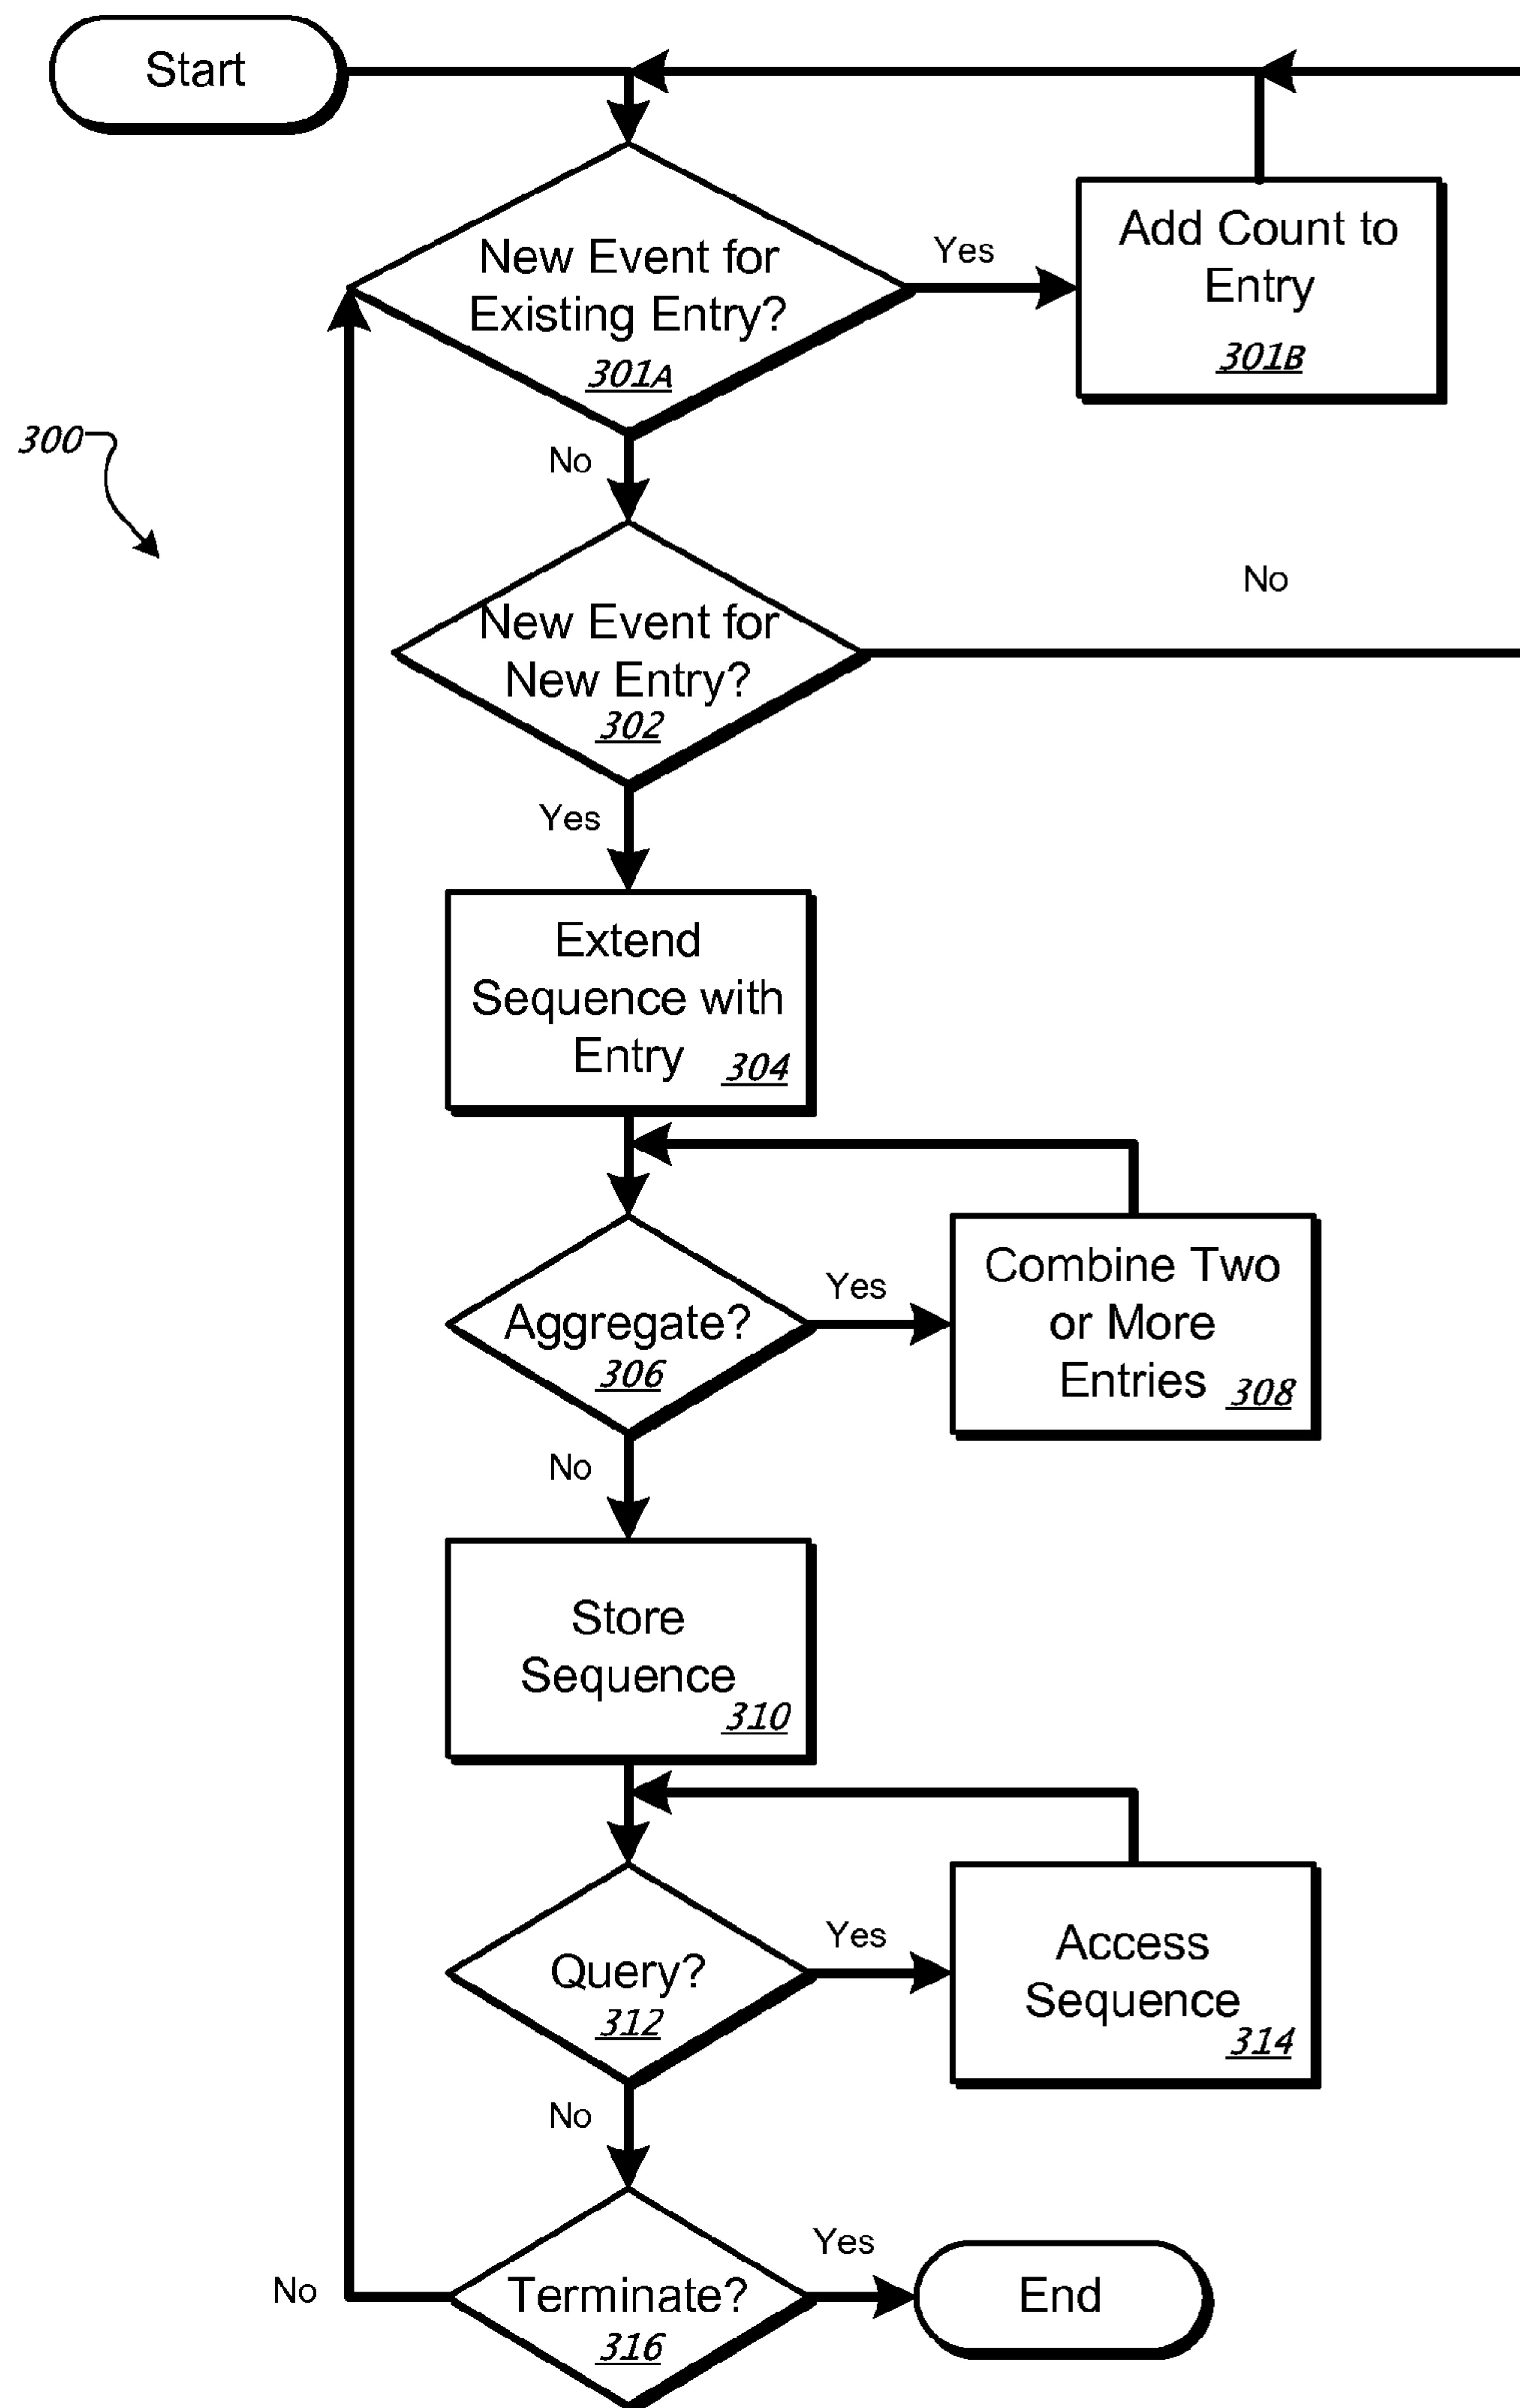 Start
New Event for
Existing Entry?
301A
Yes
Add Count to
Entry
301B
300
No
New Event for
New Entry?
302
No
Yes
Extend
Sequence with
Entry 304
Aggregate?
306
Yes
Combine Two
or More
Entries 308
No
Store
Sequence
310
Query?
312
Yes
Access
Sequence
314
No
Terminate?
316
Yes
No
End